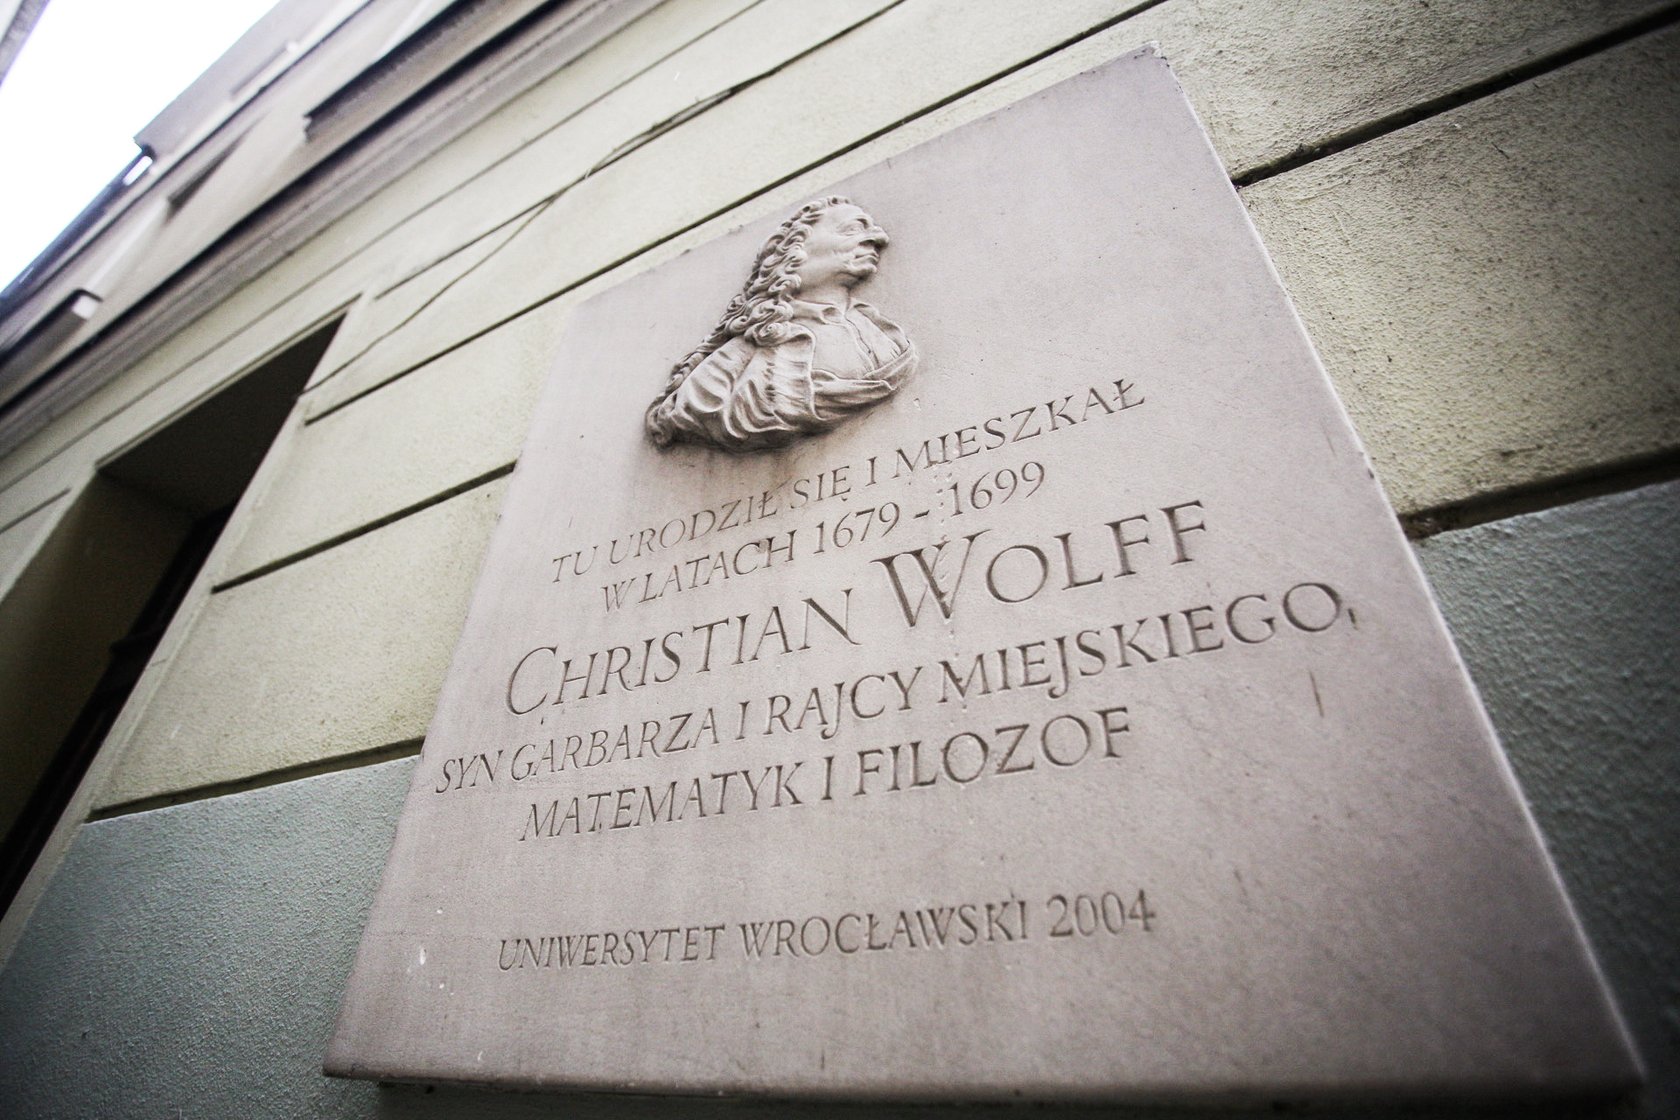 TU URODZIŁ SIĘ I MIESZKAŁ
W LATACH 1679 - 1699
CHRISTIAN WOLFF
SYN GARBARZA I RAJCY MIEJSKIEGO,
MATEMATYK I FILOZOF
UNIWERSYTET WROCŁAWSKI 2004